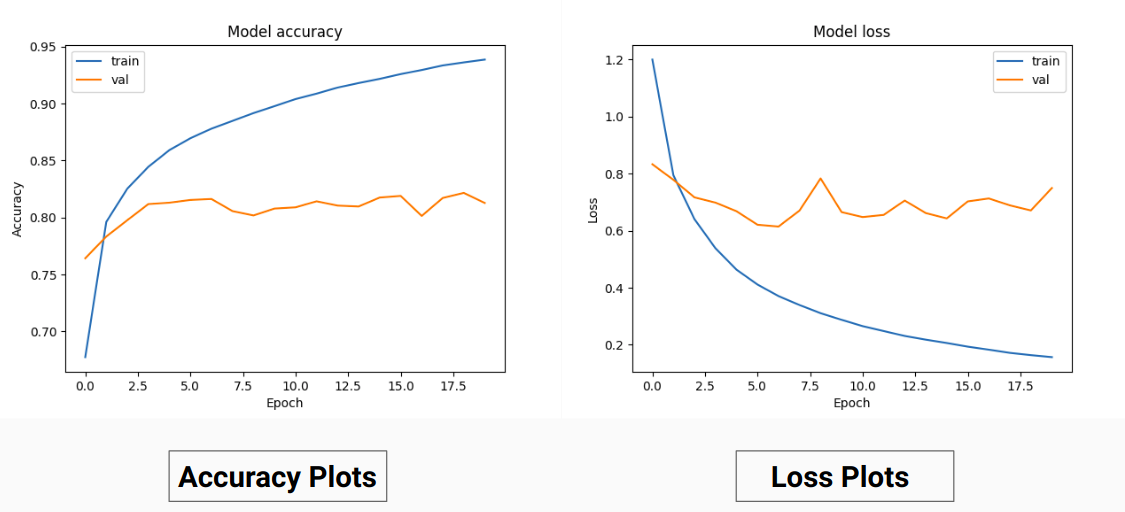 Model accuracy
0.95
0.90
0.85
0.80
0.75
0.70
Accuracy
train
val
0.0 2.5 5.0 7.5 10.0 12.5 15.0 17.5
Epoch
Accuracy Plots
Model loss
1.2
1.0
0.8
0.6
0.4
0.2
Loss
train
val
0.0 2.5 5.0 7.5 10.0 12.5 15.0 17.5
Epoch
Loss Plots